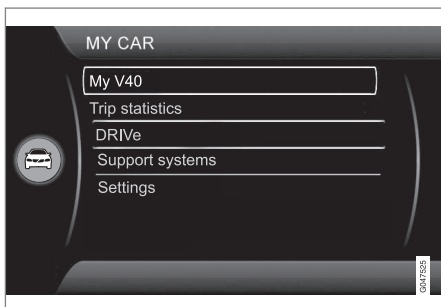 MY CAR
My V40
Trip statistics
DRIVe
Support systems
Settings
G047525